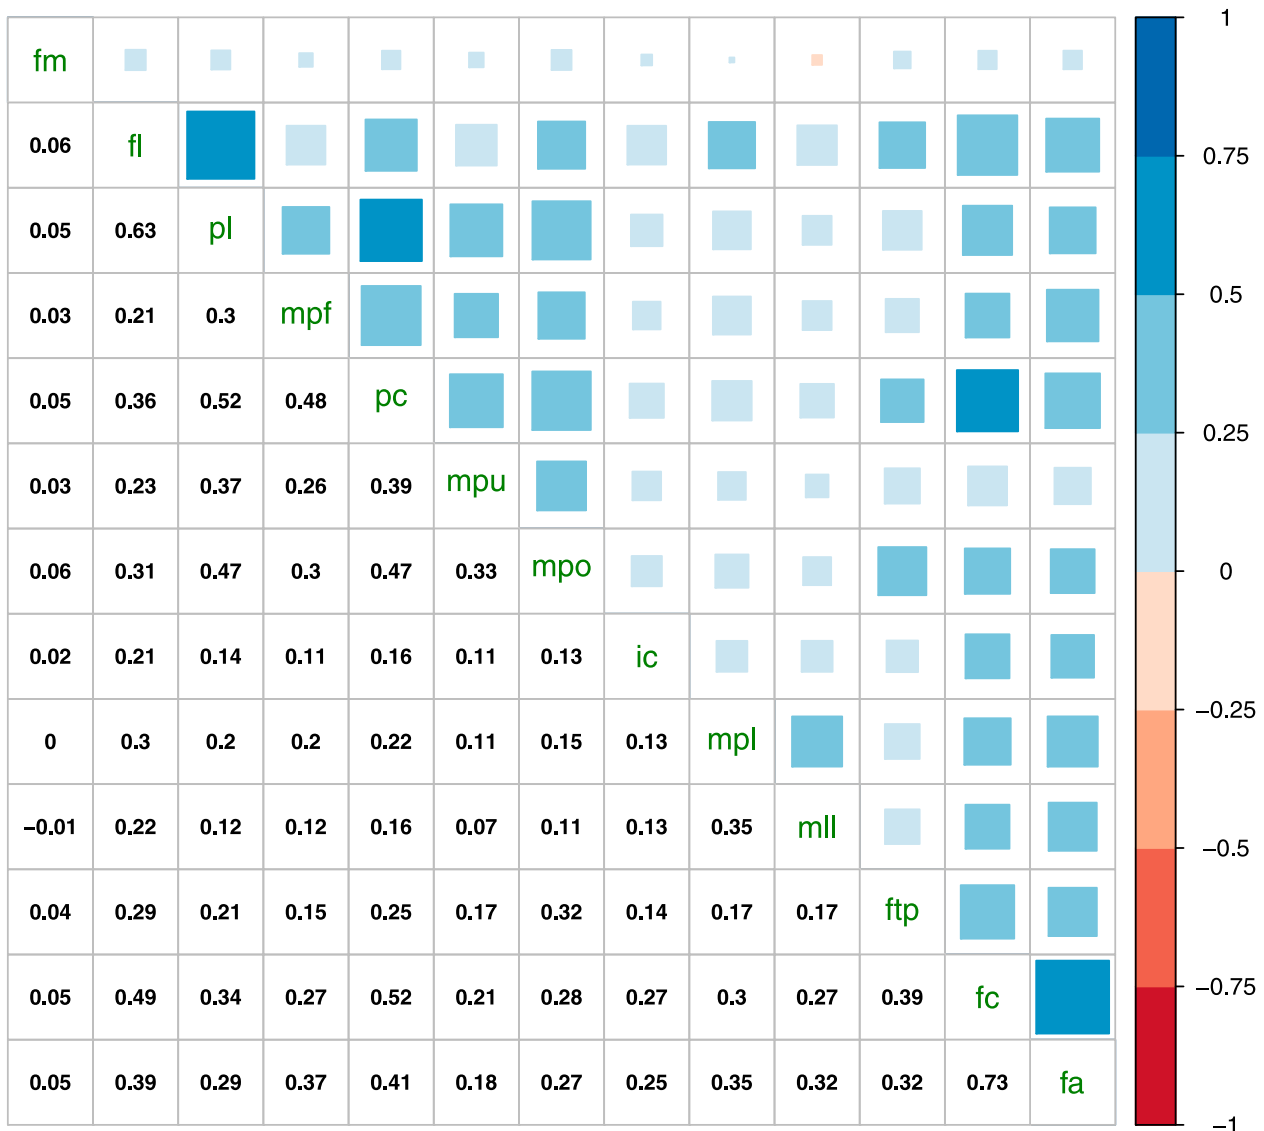 fm
0.06 fl
0.05 0.63 pl
0.03 0.21 0.3 mpf
0.05 0.36 0.52 0.48 pc
0.03 0.23 0.37 0.26 0.39 mpu
0.06 0.31 0.47 0.3 0.47 0.33 mpo
0.02 0.21 0.14 0.11 0.16 0.11 0.13 ic
0 0.3 0.2 0.2 0.22 0.11 0.15 0.13 mpl
−0.01 0.22 0.12 0.12 0.16 0.07 0.11 0.13 0.35 mll
0.04 0.29 0.21 0.15 0.25 0.17 0.32 0.14 0.17 0.17 ftp
0.05 0.49 0.34 0.27 0.52 0.21 0.28 0.27 0.3 0.27 0.39 fc
0.05 0.39 0.29 0.37 0.41 0.18 0.27 0.25 0.35 0.32 0.32 0.73 fa
1
0.75
0.5
0.25
0
−0.25
−0.5
−0.75
−1